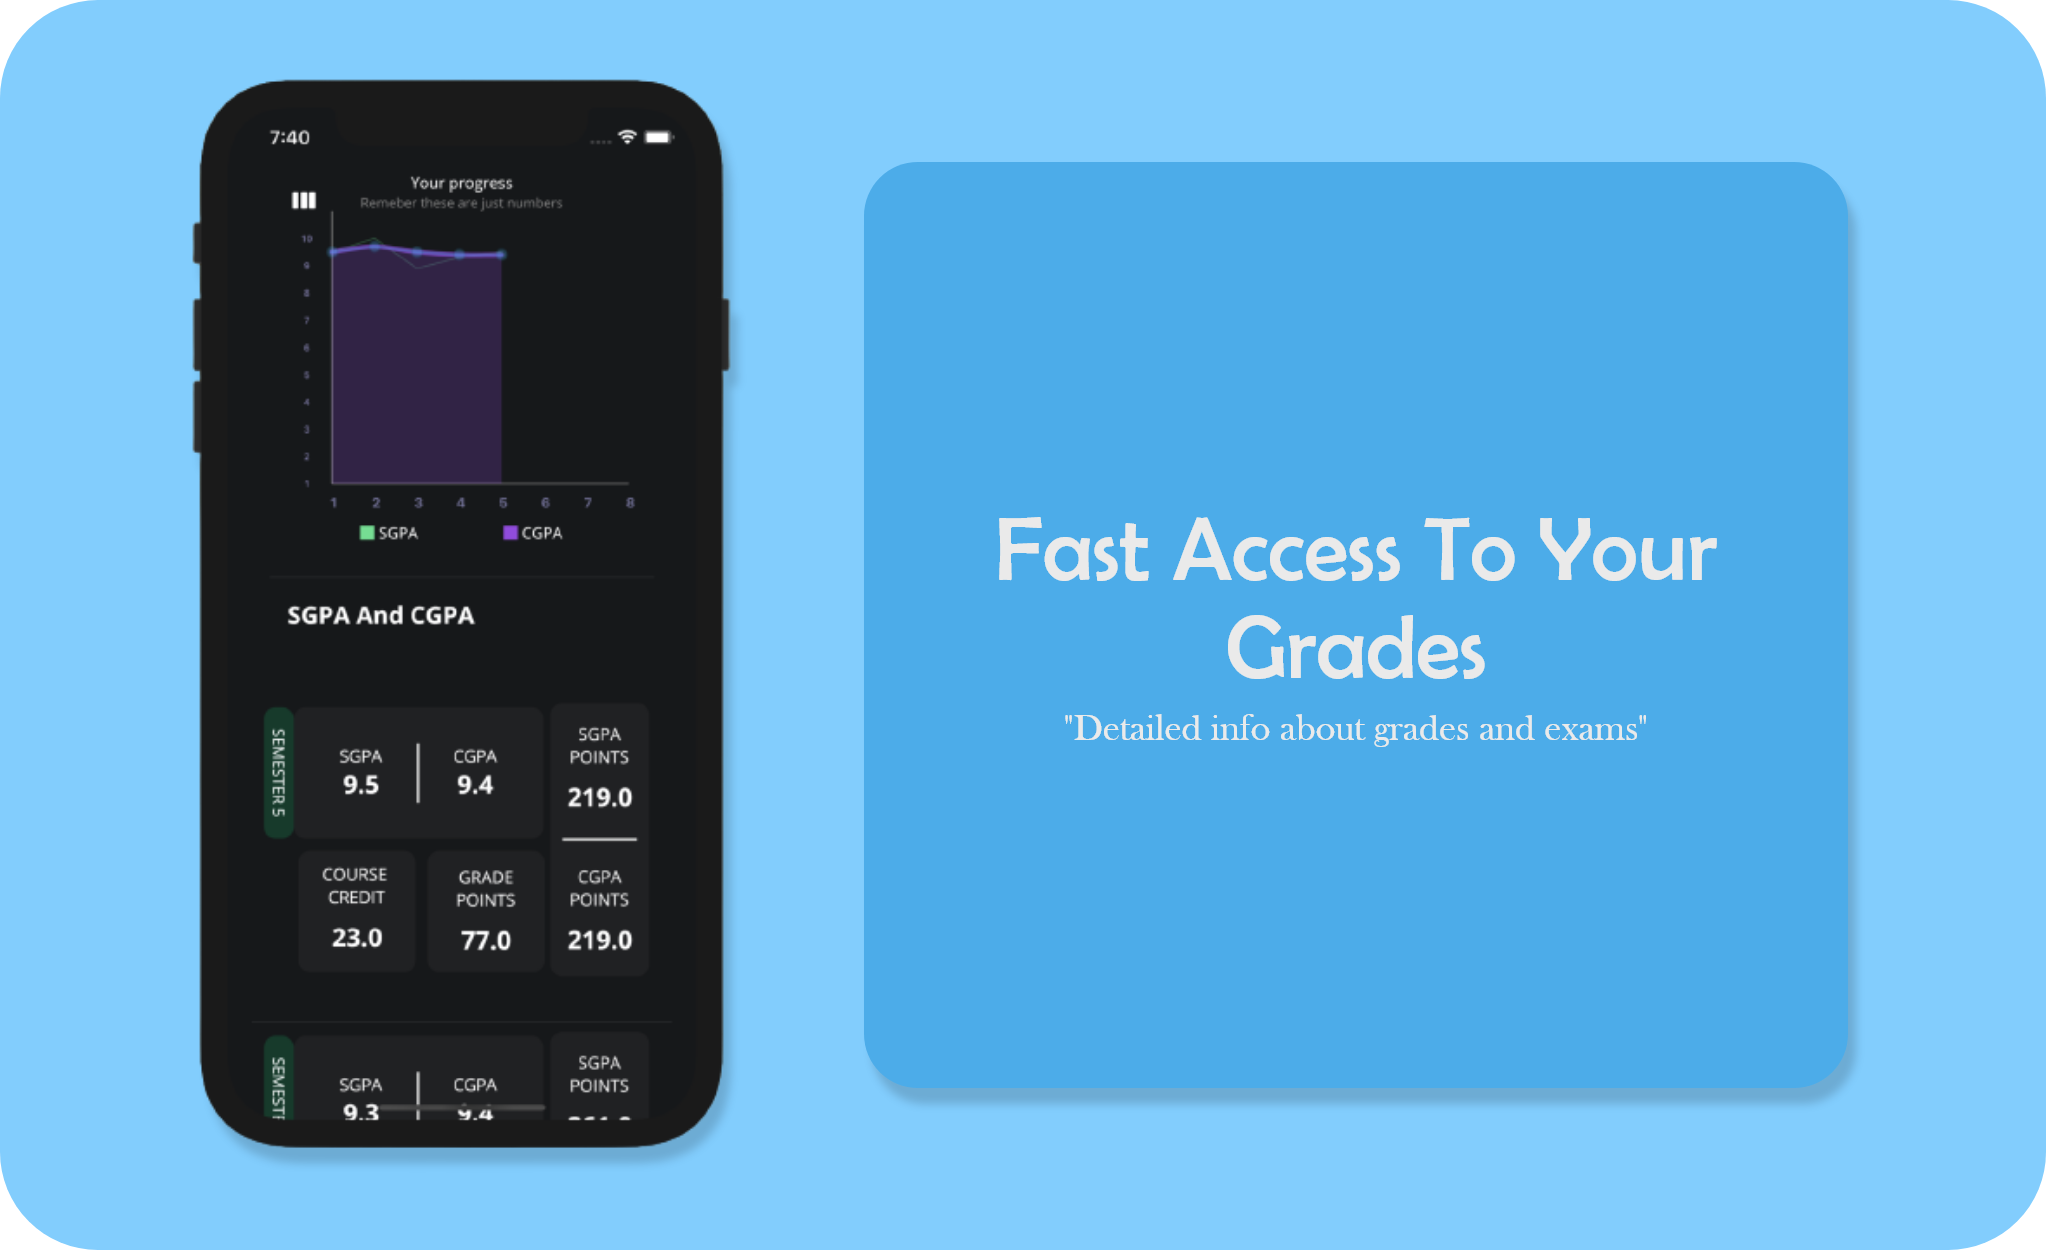 7:40
Your progress
Remeber these are just numbers
10
9
8
7
6
5
4
3
2
1
1 2 3 4 5 6 7 8
SGPA CGPA
SGPA And CGPA
SEMESTER 5
SGPA CGPA
9.5 9.4
SGPA
POINTS
219.0
COURSE
CREDIT
23.0
GRADE
POINTS
77.0
CGPA
POINTS
219.0
SGPA CGPA
9.3 9.4
SGPA
POINTS
Fast Access To Your
Grades
"Detailed info about grades and exams"